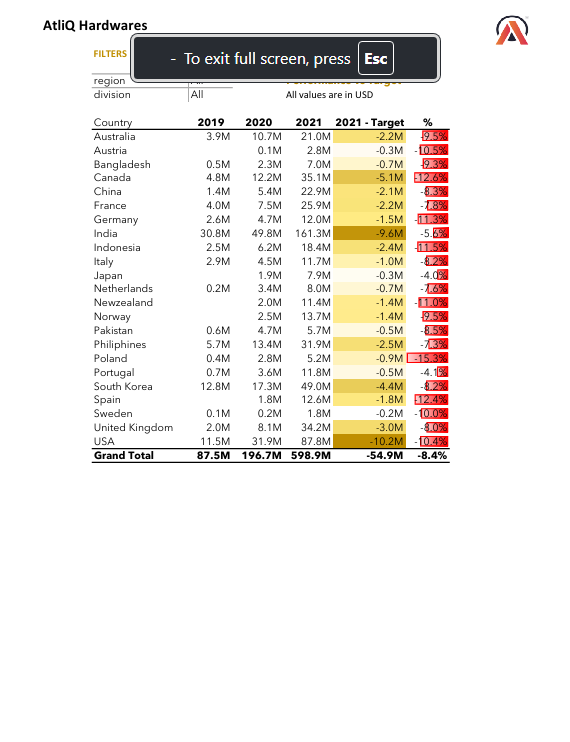 AtliQ Hardwares
FILTERS
- To exit full screen, press Esc
region
division All All values are in USD
Country 2019 2020 2021 2021 - Target %
Australia 3.9M 10.7M 21.0M -2.2M -9.5%
Austria 0.1M 2.8M -0.3M -10.5%
Bangladesh 0.5M 2.3M 7.0M -0.7M -9.3%
Canada 4.8M 12.2M 35.1M -5.1M -12.6%
China 1.4M 5.4M 22.9M -2.1M -8.3%
France 4.0M 7.5M 25.9M -2.2M -7.8%
Germany 2.6M 4.7M 12.0M -1.5M -11.3%
India 30.8M 49.8M 161.3M -9.6M -5.6%
Indonesia 2.5M 6.2M 18.4M -2.4M -11.5%
Italy 2.9M 4.5M 11.7M -1.0M -8.2%
Japan 1.9M 7.9M -0.3M -4.0%
Netherlands 0.2M 3.4M 8.0M -0.7M -7.6%
Newzealand 2.0M 11.4M -1.4M -11.0%
Norway 2.5M 13.7M -1.4M -9.5%
Pakistan 0.6M 4.7M 5.7M -0.5M -8.5%
Philiphines 5.7M 13.4M 31.9M -2.5M -7.3%
Poland 0.4M 2.8M 5.2M -0.9M -15.3%
Portugal 0.7M 3.6M 11.8M -0.5M -4.1%
South Korea 12.8M 17.3M 49.0M -4.4M -8.2%
Spain 1.8M 12.6M -1.8M -12.4%
Sweden 0.1M 0.2M 1.8M -0.2M -10.0%
United Kingdom 2.0M 8.1M 34.2M -3.0M -8.0%
USA 11.5M 31.9M 87.8M -10.2M -10.4%
Grand Total 87.5M 196.7M 598.9M -54.9M -8.4%